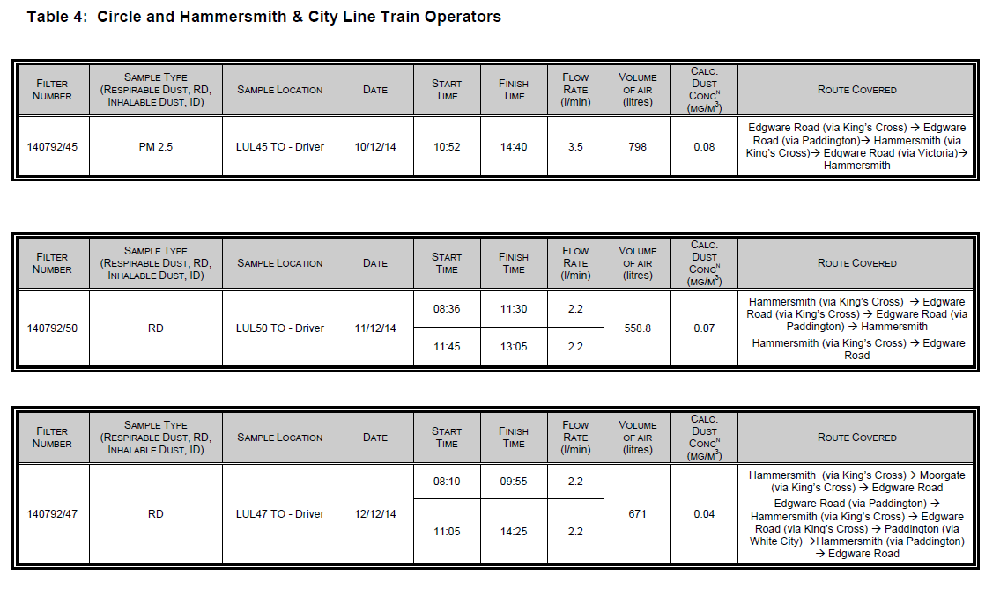 Table 4: Circle and Hammersmith & City Line Train Operators
FILTER NUMBER | SAMPLE TYPE (RESPIRABLE DUST, RD, INHALABLE DUST, ID) | SAMPLE LOCATION | DATE | START TIME | FINISH TIME | FLOW RATE (l/min) | VOLUME OF AIR (litres) | CALC. DUST CONC^N (MG/M^3) | ROUTE COVERED
140792/45 | PM 2.5 | LUL45 TO - Driver | 10/12/14 | 10:52 | 14:40 | 3.5 | 798 | 0.08 | Edgware Road (via King's Cross) → Edgware Road (via Paddington)→ Hammersmith (via King's Cross)→ Edgware Road (via Victoria)→ Hammersmith
FILTER NUMBER | SAMPLE TYPE (RESPIRABLE DUST, RD, INHALABLE DUST, ID) | SAMPLE LOCATION | DATE | START TIME | FINISH TIME | FLOW RATE (l/min) | VOLUME OF AIR (litres) | CALC. DUST CONC^N (MG/M^3) | ROUTE COVERED
140792/50 | RD | LUL50 TO - Driver | 11/12/14 | 08:36 | 11:30 | 2.2 | 558.8 | 0.07 | Hammersmith (via King's Cross) → Edgware Road (via King's Cross) → Edgware Road (via Paddington) → Hammersmith
11:45 | 13:05 | 2.2 | Hammersmith (via King's Cross) → Edgware Road
FILTER NUMBER | SAMPLE TYPE (RESPIRABLE DUST, RD, INHALABLE DUST, ID) | SAMPLE LOCATION | DATE | START TIME | FINISH TIME | FLOW RATE (l/min) | VOLUME OF AIR (litres) | CALC. DUST CONC^N (MG/M^3) | ROUTE COVERED
140792/47 | RD | LUL47 TO - Driver | 12/12/14 | 08:10 | 09:55 | 2.2 | 671 | 0.04 | Hammersmith (via King's Cross)→ Moorgate (via King's Cross) → Edgware Road
11:05 | 14:25 | 2.2 | Edgware Road (via Paddington) → Hammersmith (via King's Cross) → Edgware Road (via King's Cross) → Paddington (via White City) →Hammersmith (via Paddington) → Edgware Road